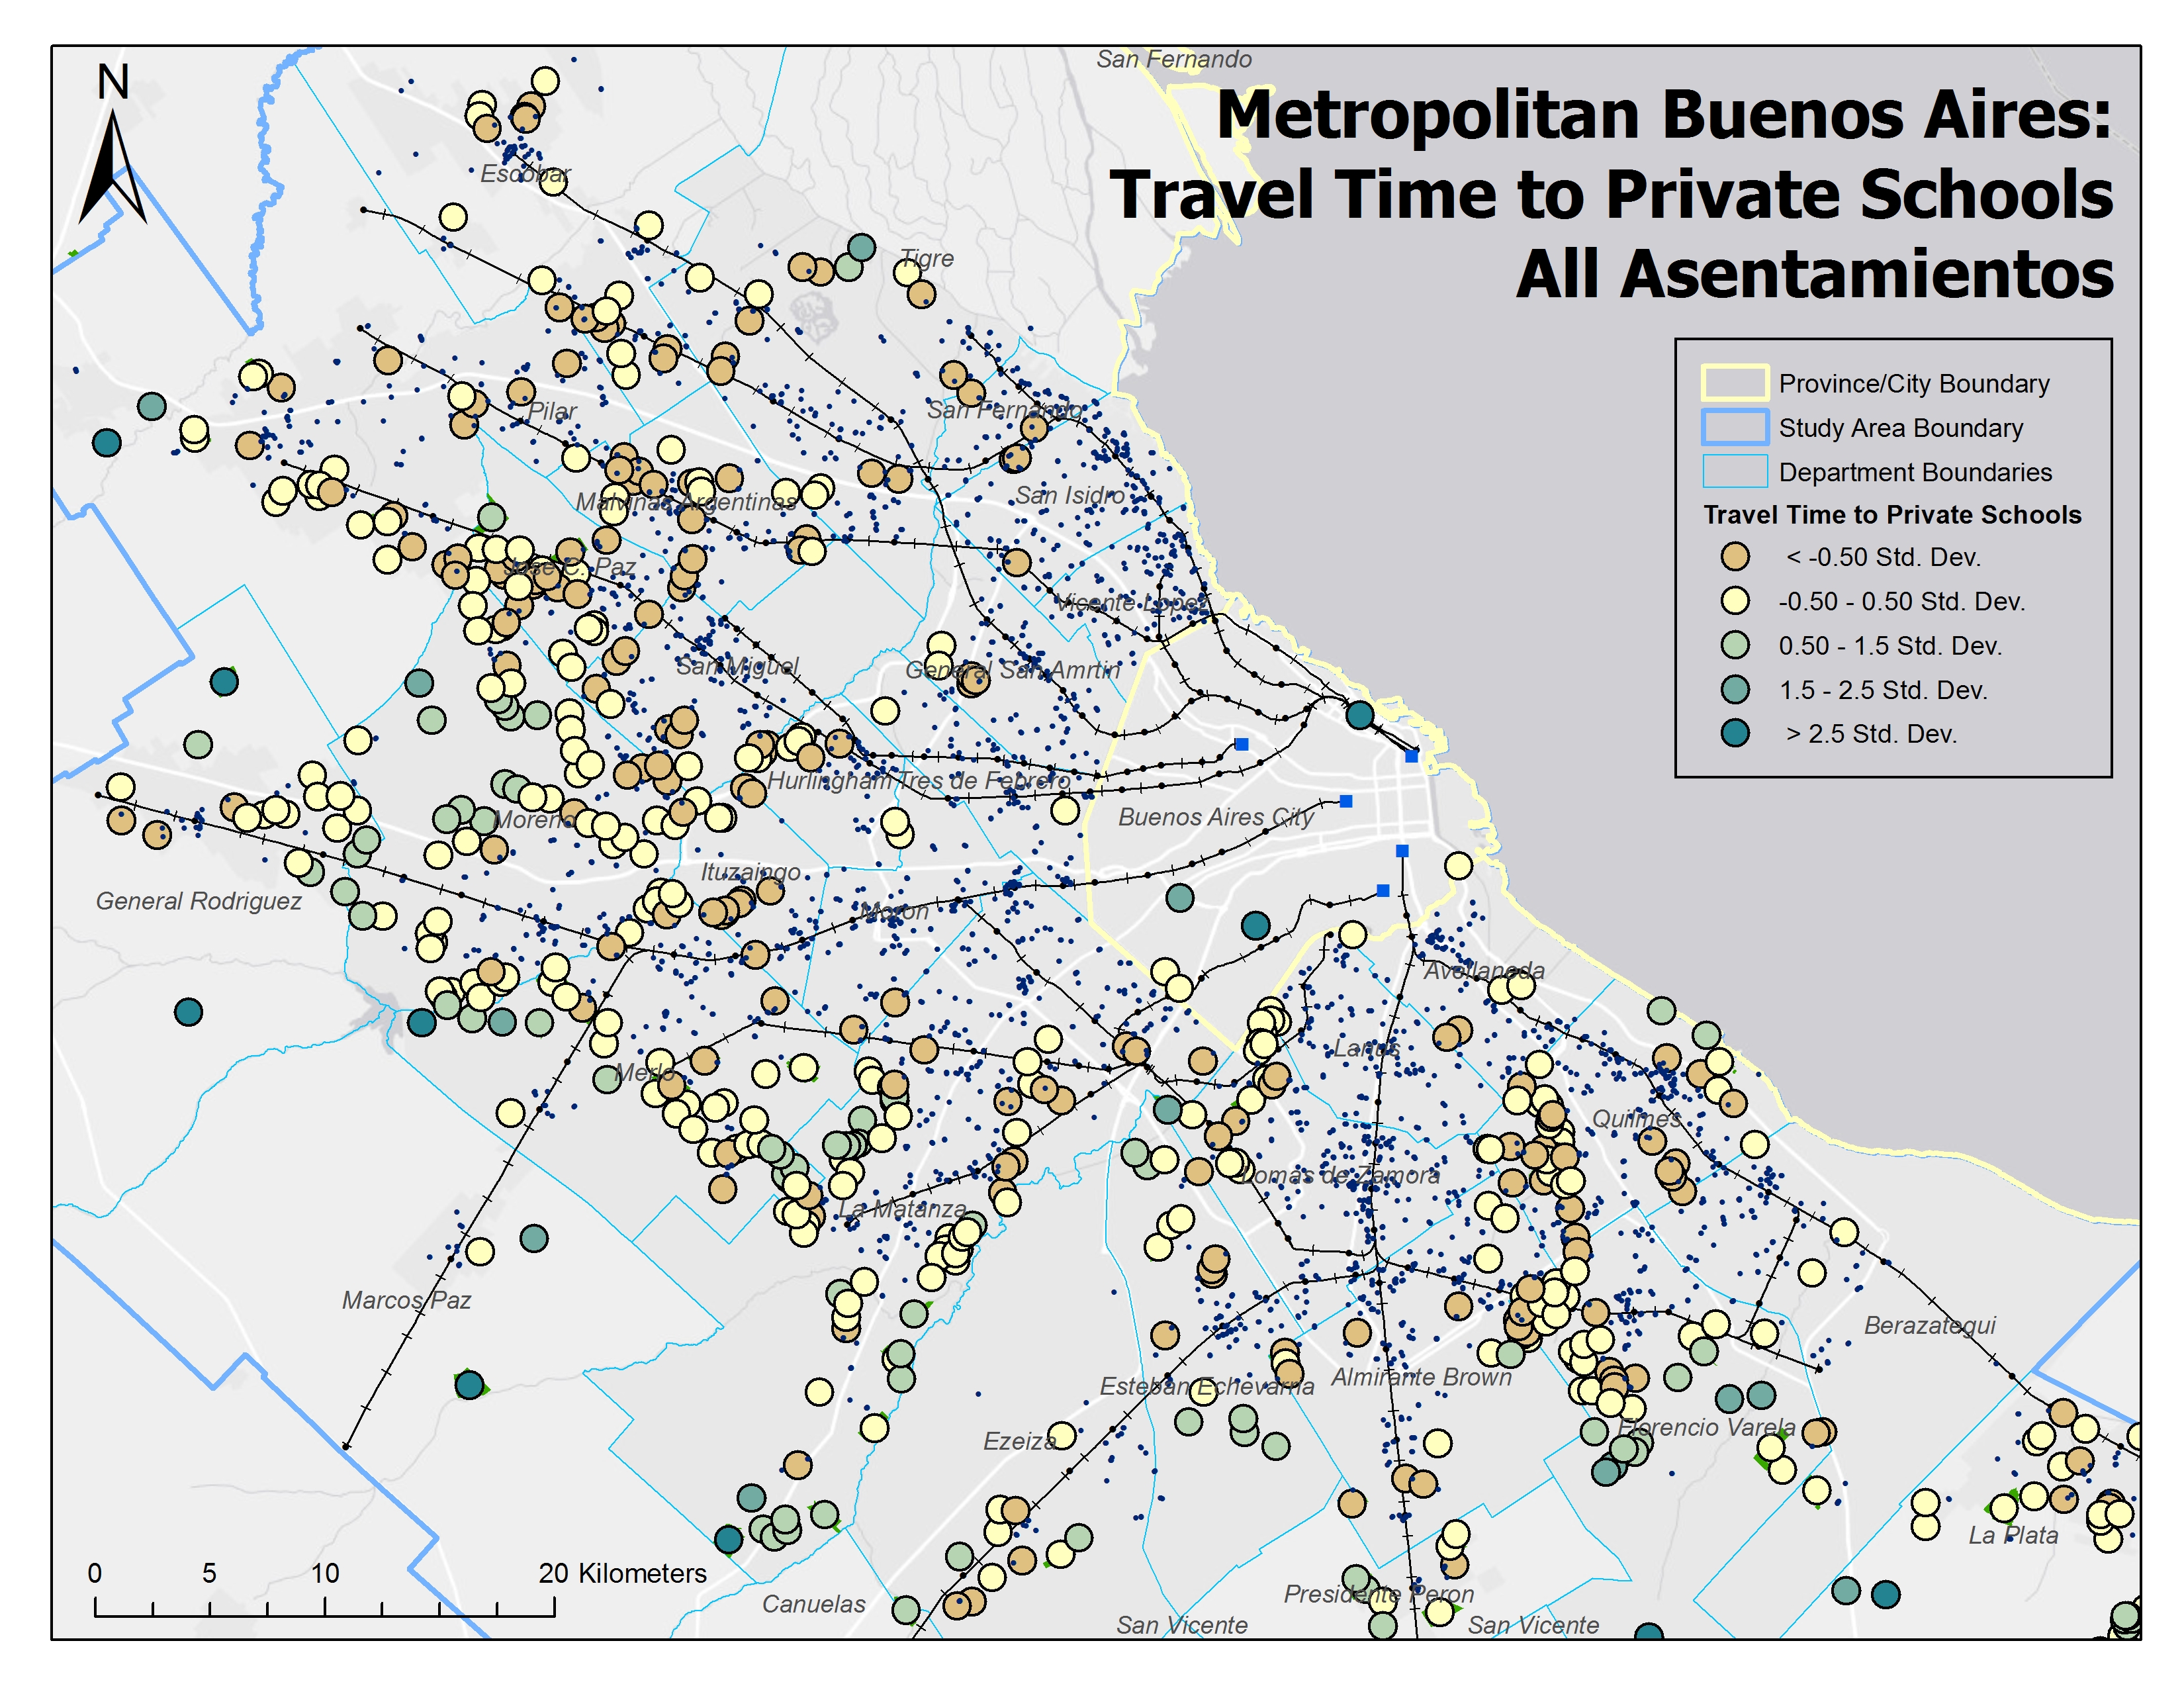 San Fernando
N
Metropolitan Buenos Aires:
Travel Time to Private Schools
All Asentamientos
Escobar
Tigre
Province/City Boundary
Study Area Boundary
Department Boundaries
Travel Time to Private Schools
< -0.50 Std. Dev.
-0.50 - 0.50 Std. Dev.
0.50 - 1.5 Std. Dev.
1.5 - 2.5 Std. Dev.
> 2.5 Std. Dev.
Pilar
San Fernando
Malvinas Argentinas
San Isidro
Jose C. Paz
Vicente Lopez
San Miguel
General San Amrtin
Hurlingham
Tres de Febrero
Moreno
Buenos Aires City
Ituzaingo
General Rodriguez
Moron
Avellaneda
Lanus
Merlo
Quilmes
Lomas de Zamora
La Matanza
Marcos Paz
Berazategui
Esteban Echevarria
Almirante Brown
Florencio Varela
Ezeiza
La Plata
0 5 10 20 Kilometers
Canuelas
Presidente Peron
San Vicente
San Vicente